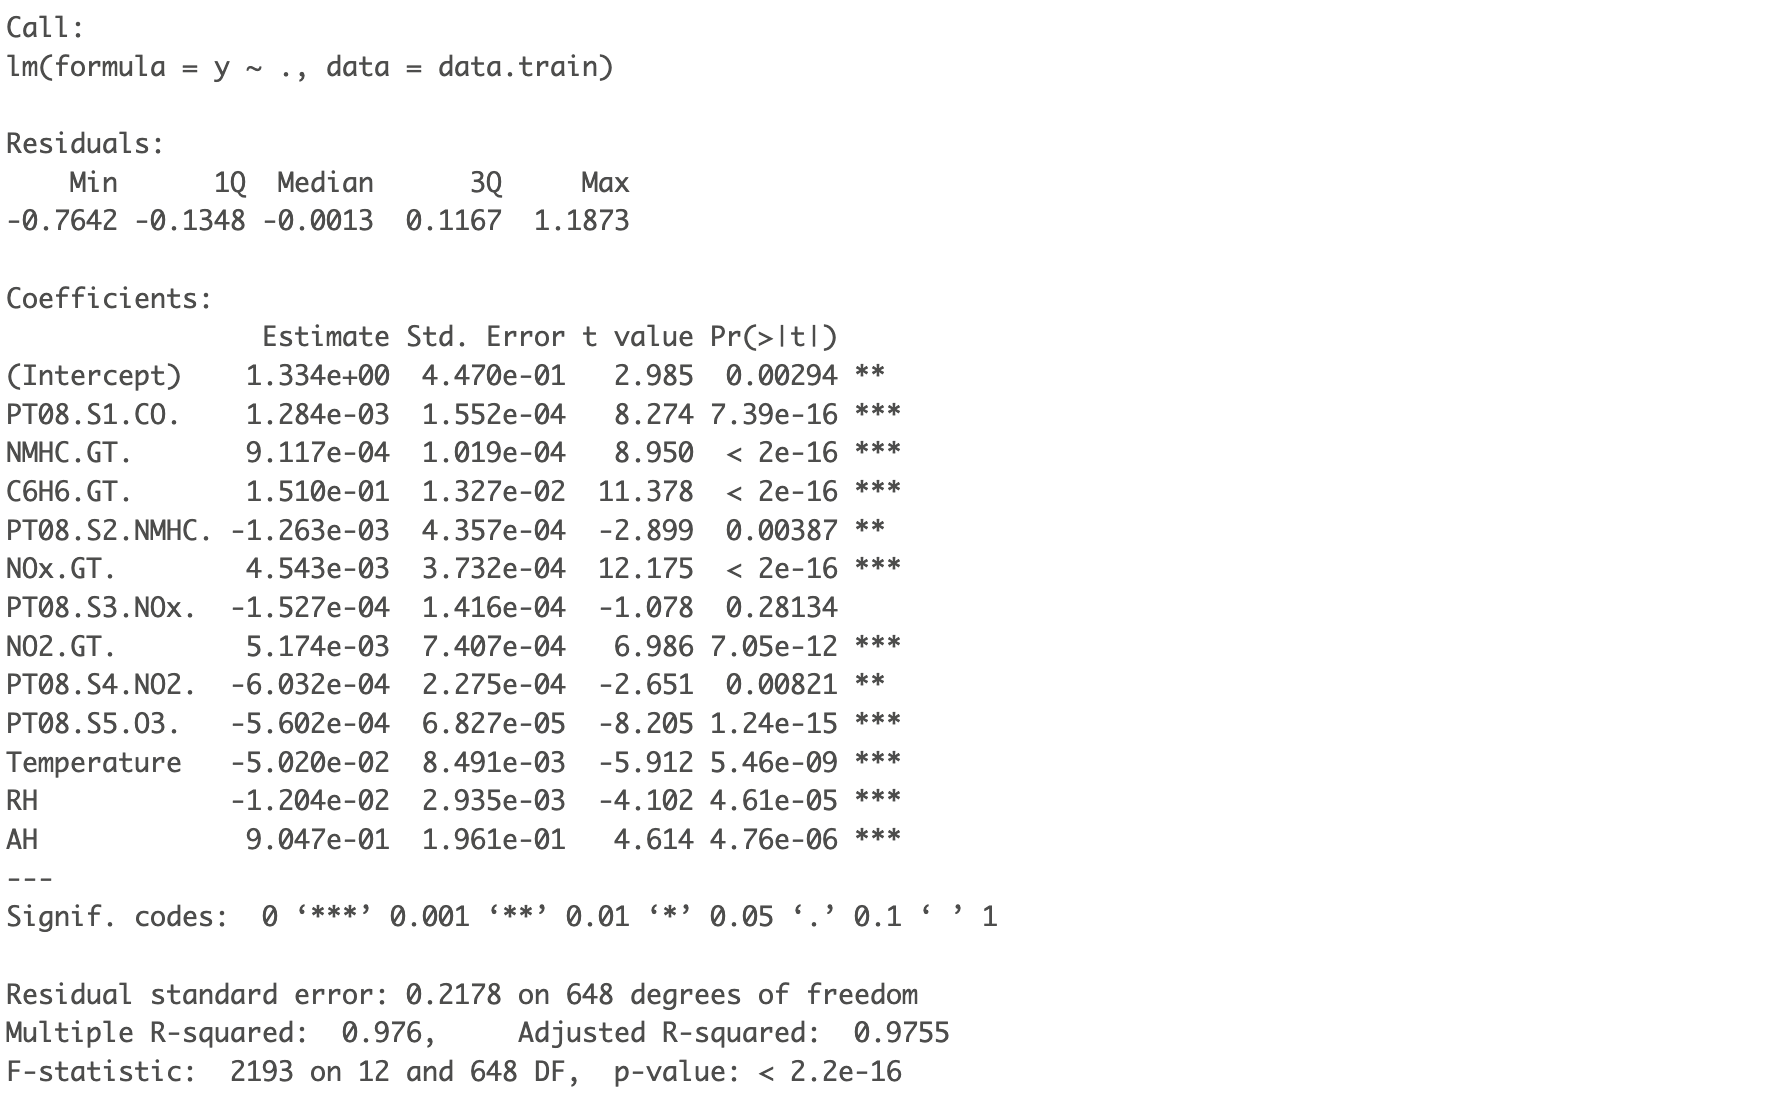 Call:
lm(formula = y ~ ., data = data.train)

Residuals:
    Min      1Q  Median      3Q     Max
-0.7642 -0.1348 -0.0013  0.1167  1.1873

Coefficients:
                Estimate Std. Error t value Pr(>|t|)
(Intercept)    1.334e+00  4.470e-01   2.985  0.00294 **
PT08.S1.CO.    1.284e-03  1.552e-04   8.274 7.39e-16 ***
NMHC.GT.       9.117e-04  1.019e-04   8.950  < 2e-16 ***
C6H6.GT.       1.510e-01  1.327e-02  11.378  < 2e-16 ***
PT08.S2.NMHC. -1.263e-03  4.357e-04  -2.899  0.00387 **
NOx.GT.        4.543e-03  3.732e-04  12.175  < 2e-16 ***
PT08.S3.NOx.  -1.527e-04  1.416e-04  -1.078  0.28134
NO2.GT.        5.174e-03  7.407e-04   6.986 7.05e-12 ***
PT08.S4.NO2.  -6.032e-04  2.275e-04  -2.651  0.00821 **
PT08.S5.O3.   -5.602e-04  6.827e-05  -8.205 1.24e-15 ***
Temperature   -5.020e-02  8.491e-03  -5.912 5.46e-09 ***
RH            -1.204e-02  2.935e-03  -4.102 4.61e-05 ***
AH             9.047e-01  1.961e-01   4.614 4.76e-06 ***
---
Signif. codes:  0 ‘***’ 0.001 ‘**’ 0.01 ‘*’ 0.05 ‘.’ 0.1 ‘ ’ 1

Residual standard error: 0.2178 on 648 degrees of freedom
Multiple R-squared:  0.976,     Adjusted R-squared:  0.9755
F-statistic:  2193 on 12 and 648 DF,  p-value: < 2.2e-16